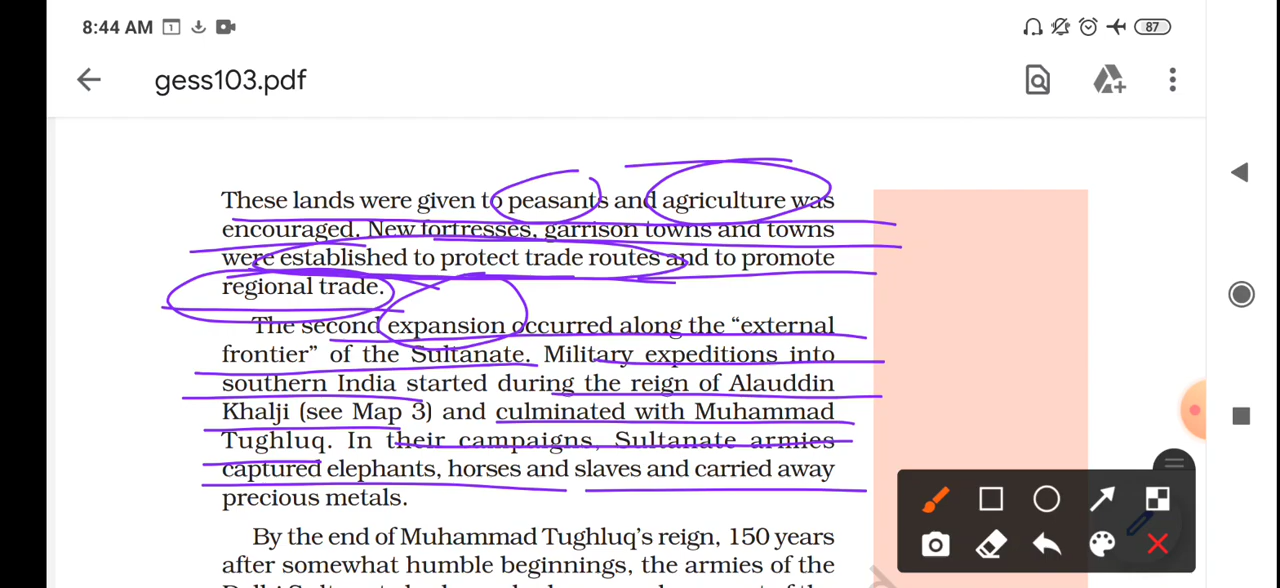 8:44 AM 1 87
gess103.pdf
These lands were given to peasants and agriculture was
encouraged. New fortresses, garrison towns and towns
were established to protect trade routes and to promote
regional trade.
The second expansion occurred along the “external
frontier” of the Sultanate. Military expeditions into
southern India started during the reign of Alauddin
Khalji (see Map 3) and culminated with Muhammad
Tughluq. In their campaigns, Sultanate armies
captured elephants, horses and slaves and carried away
precious metals.
By the end of Muhammad Tughluq’s reign, 150 years
after somewhat humble beginnings, the armies of the